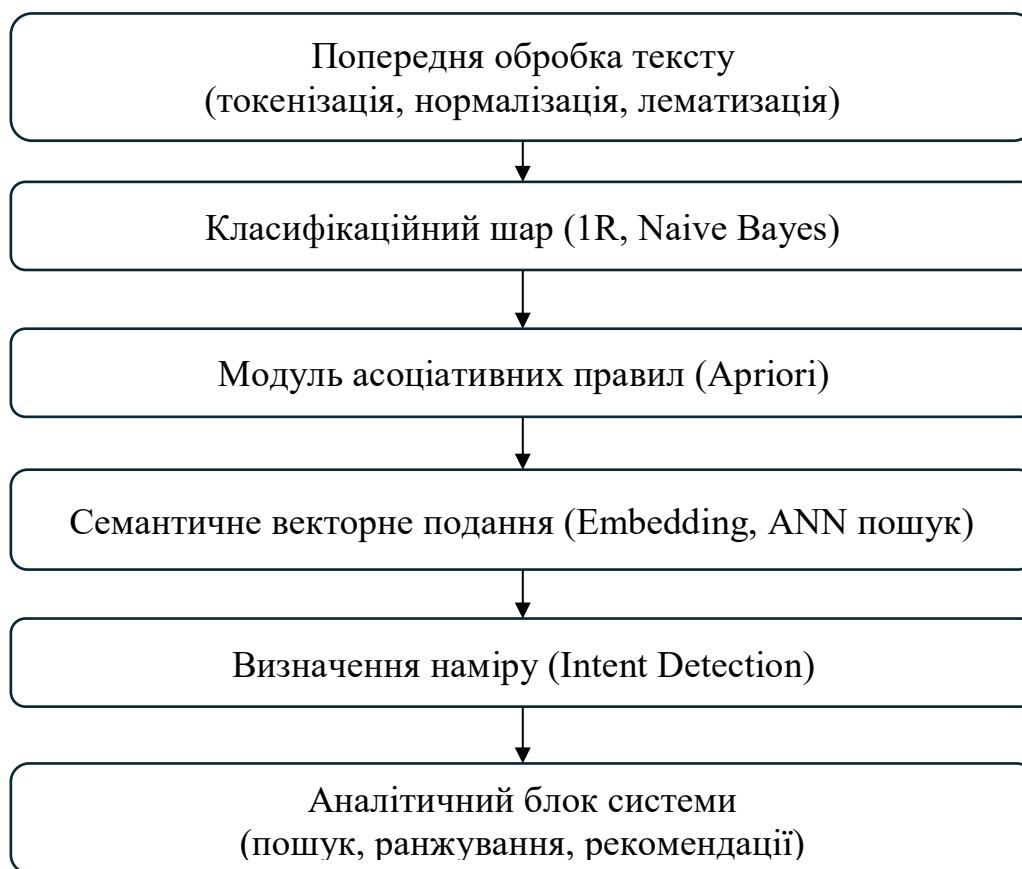 Попередня обробка тексту
(токенізація, нормалізація, лематизація)
Класифікаційний шар (1R, Naive Bayes)
Модуль асоціативних правил (Apriori)
Семантичне векторне подання (Embedding, ANN пошук)
Визначення наміру (Intent Detection)
Аналітичний блок системи
(пошук, ранжування, рекомендації)